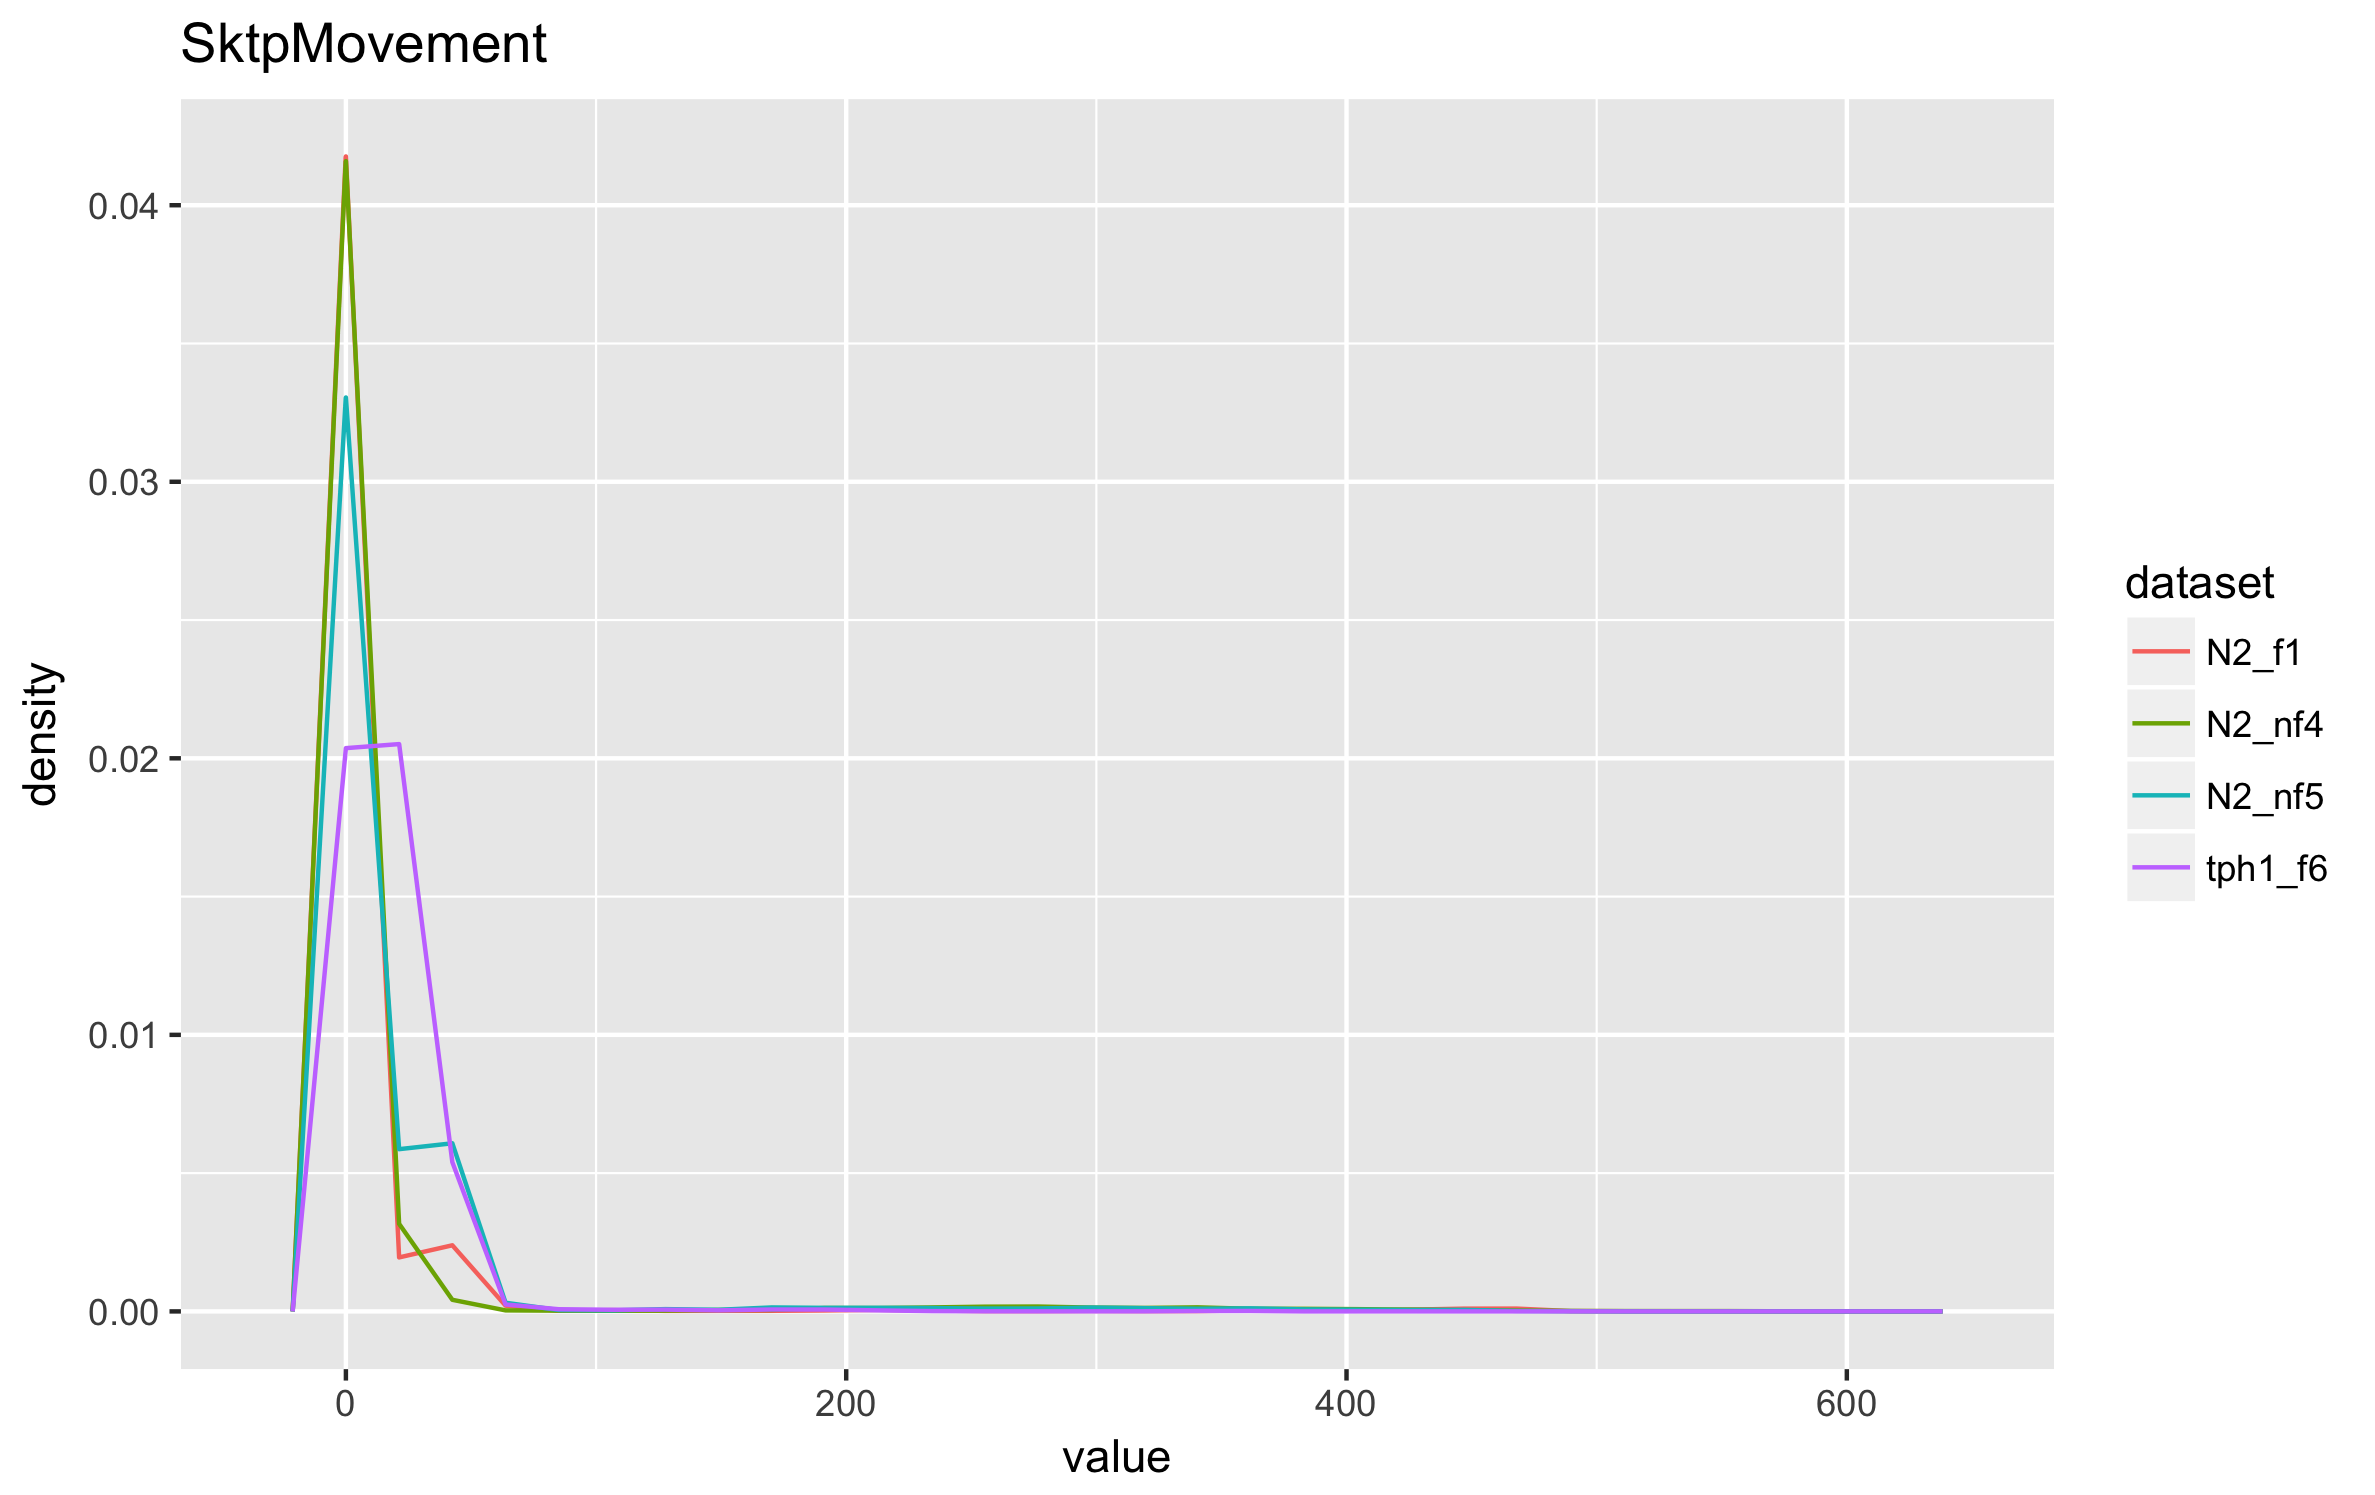 SktpMovement
0.04
0.03
0.02
0.01
0.00
density
0
200
400
600
value
dataset
N2_f1
N2_nf4
N2_nf5
tph1_f6